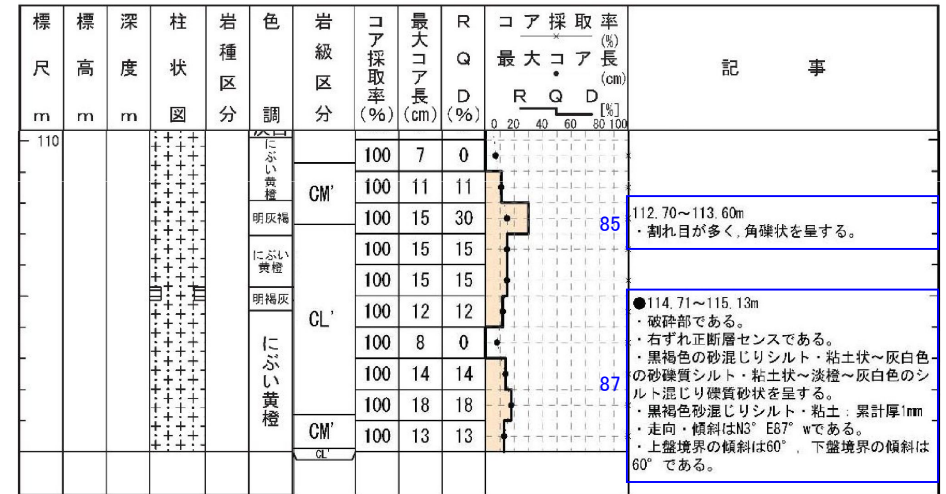 標尺m
標高m
深度m
柱状図
岩種区分
色調
岩級区分
コア採取率(%)
最大コア長(cm)
RQD(%)
コア採取率(%)
最大コア長(cm)
RQD[%]
0 20 40 60 80 100
記事
110
にぶい黄橙
明灰褐
にぶい黄橙
明褐灰
にぶい黄橙
CM'
CL'
CM'
CL'
100 7 0
100 11 11
100 15 30
100 15 15
100 15 15
100 12 12
100 8 0
100 14 14
100 18 18
100 13 13
85
112.70～113.60m
・割れ目が多く,角礫状を呈する。
87
●114.71～115.13m
・破砕部である。
・右ずれ正断層センスである。
・黒褐色の砂混じりシルト・粘土状～灰白色
の砂礫質シルト・粘土状～淡橙～灰白色のシ
ルト混じり礫質砂状を呈する。
・黒褐色砂混じりシルト・粘土：累計厚1mm
・走向・傾斜はN3°E87°wである。
・上盤境界の傾斜は60°, 下盤境界の傾斜は
60°である。